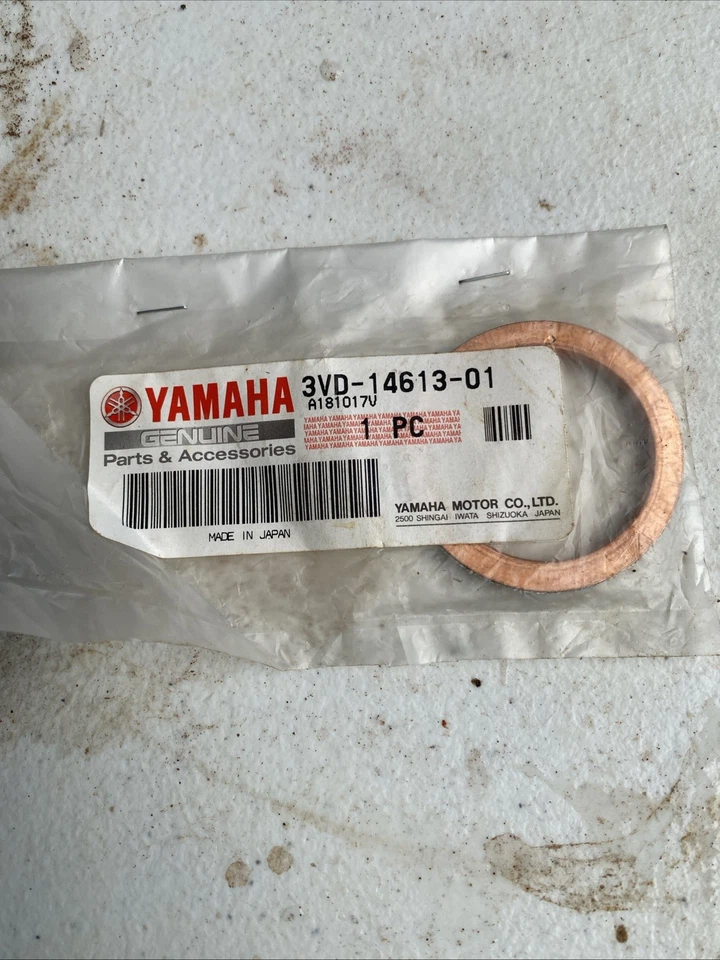 YAMAHA
GENUINE
Parts & Accessories
3VD-14613-01
A181017V
1 PC
YAMAHA MOTOR CO.,LTD.
2500 SHINGAI IWATA SHIZUOKA JAPAN
MADE IN JAPAN